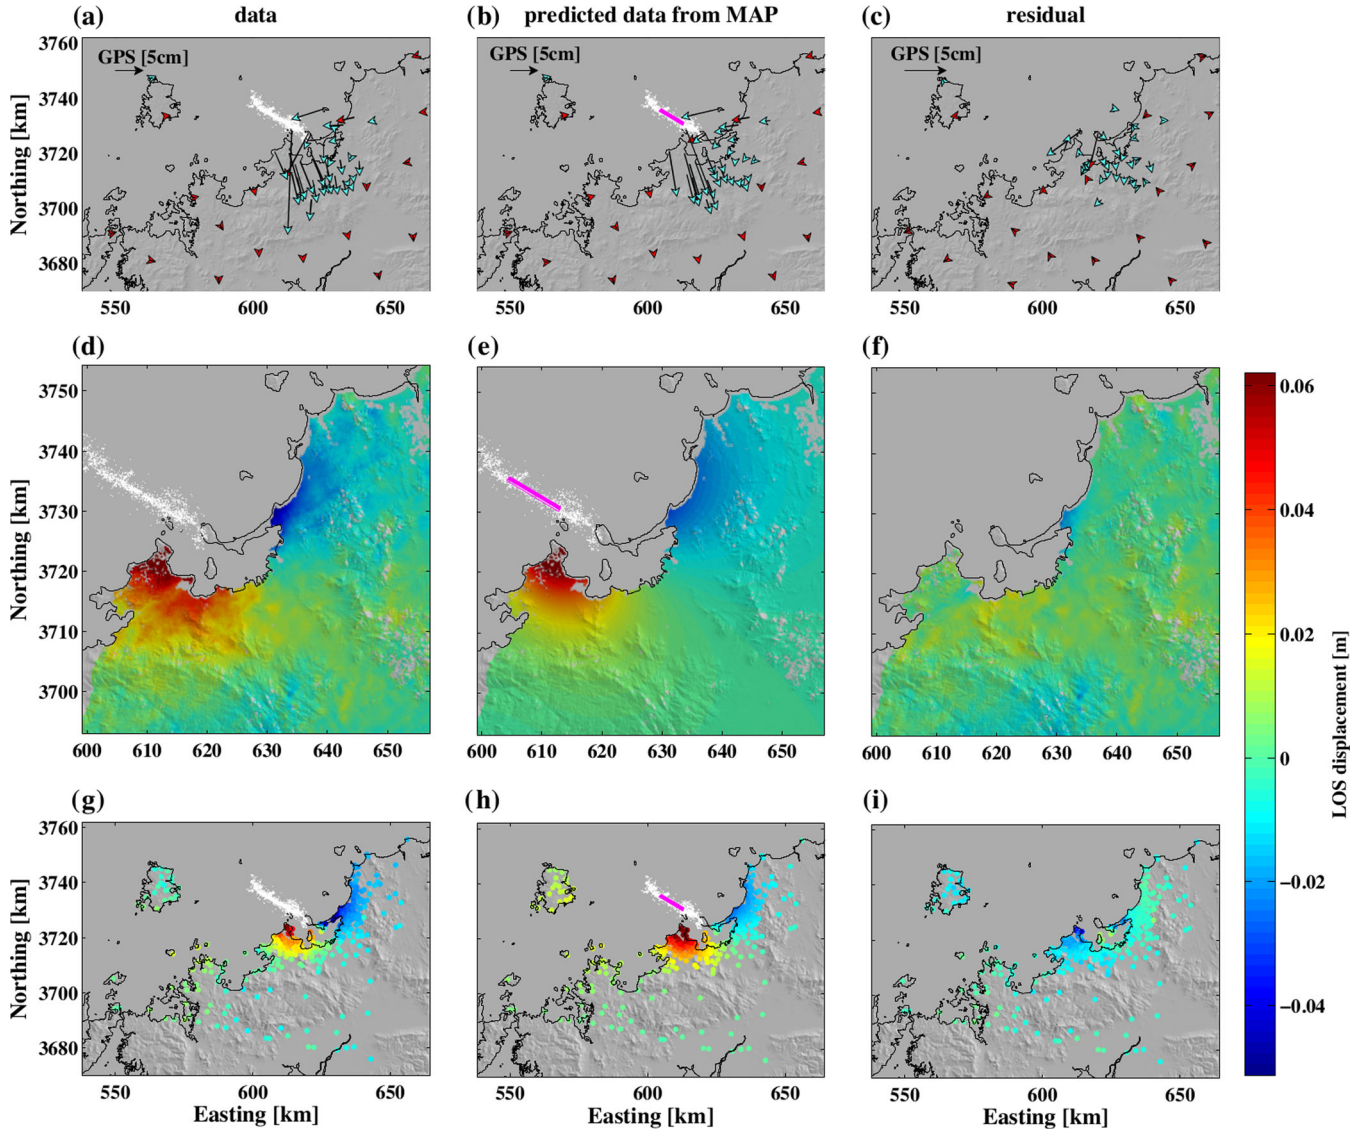 (a) data (b) predicted data from MAP (c) residual
GPS [5cm] GPS [5cm] GPS [5cm]
Northing [km]
3760
3740
3720
3700
3680
550 600 650 550 600 650 550 600 650
(d) (e) (f)
Northing [km]
3750
3740
3730
3720
3710
3700
600 610 620 630 640 650 600 610 620 630 640 650 600 610 620 630 640 650
LOS displacement [m]
0.06
0.04
0.02
0
−0.02
−0.04
(g) (h) (i)
Northing [km]
3760
3740
3720
3700
3680
550 600 650 550 600 650 550 600 650
Easting [km] Easting [km] Easting [km]